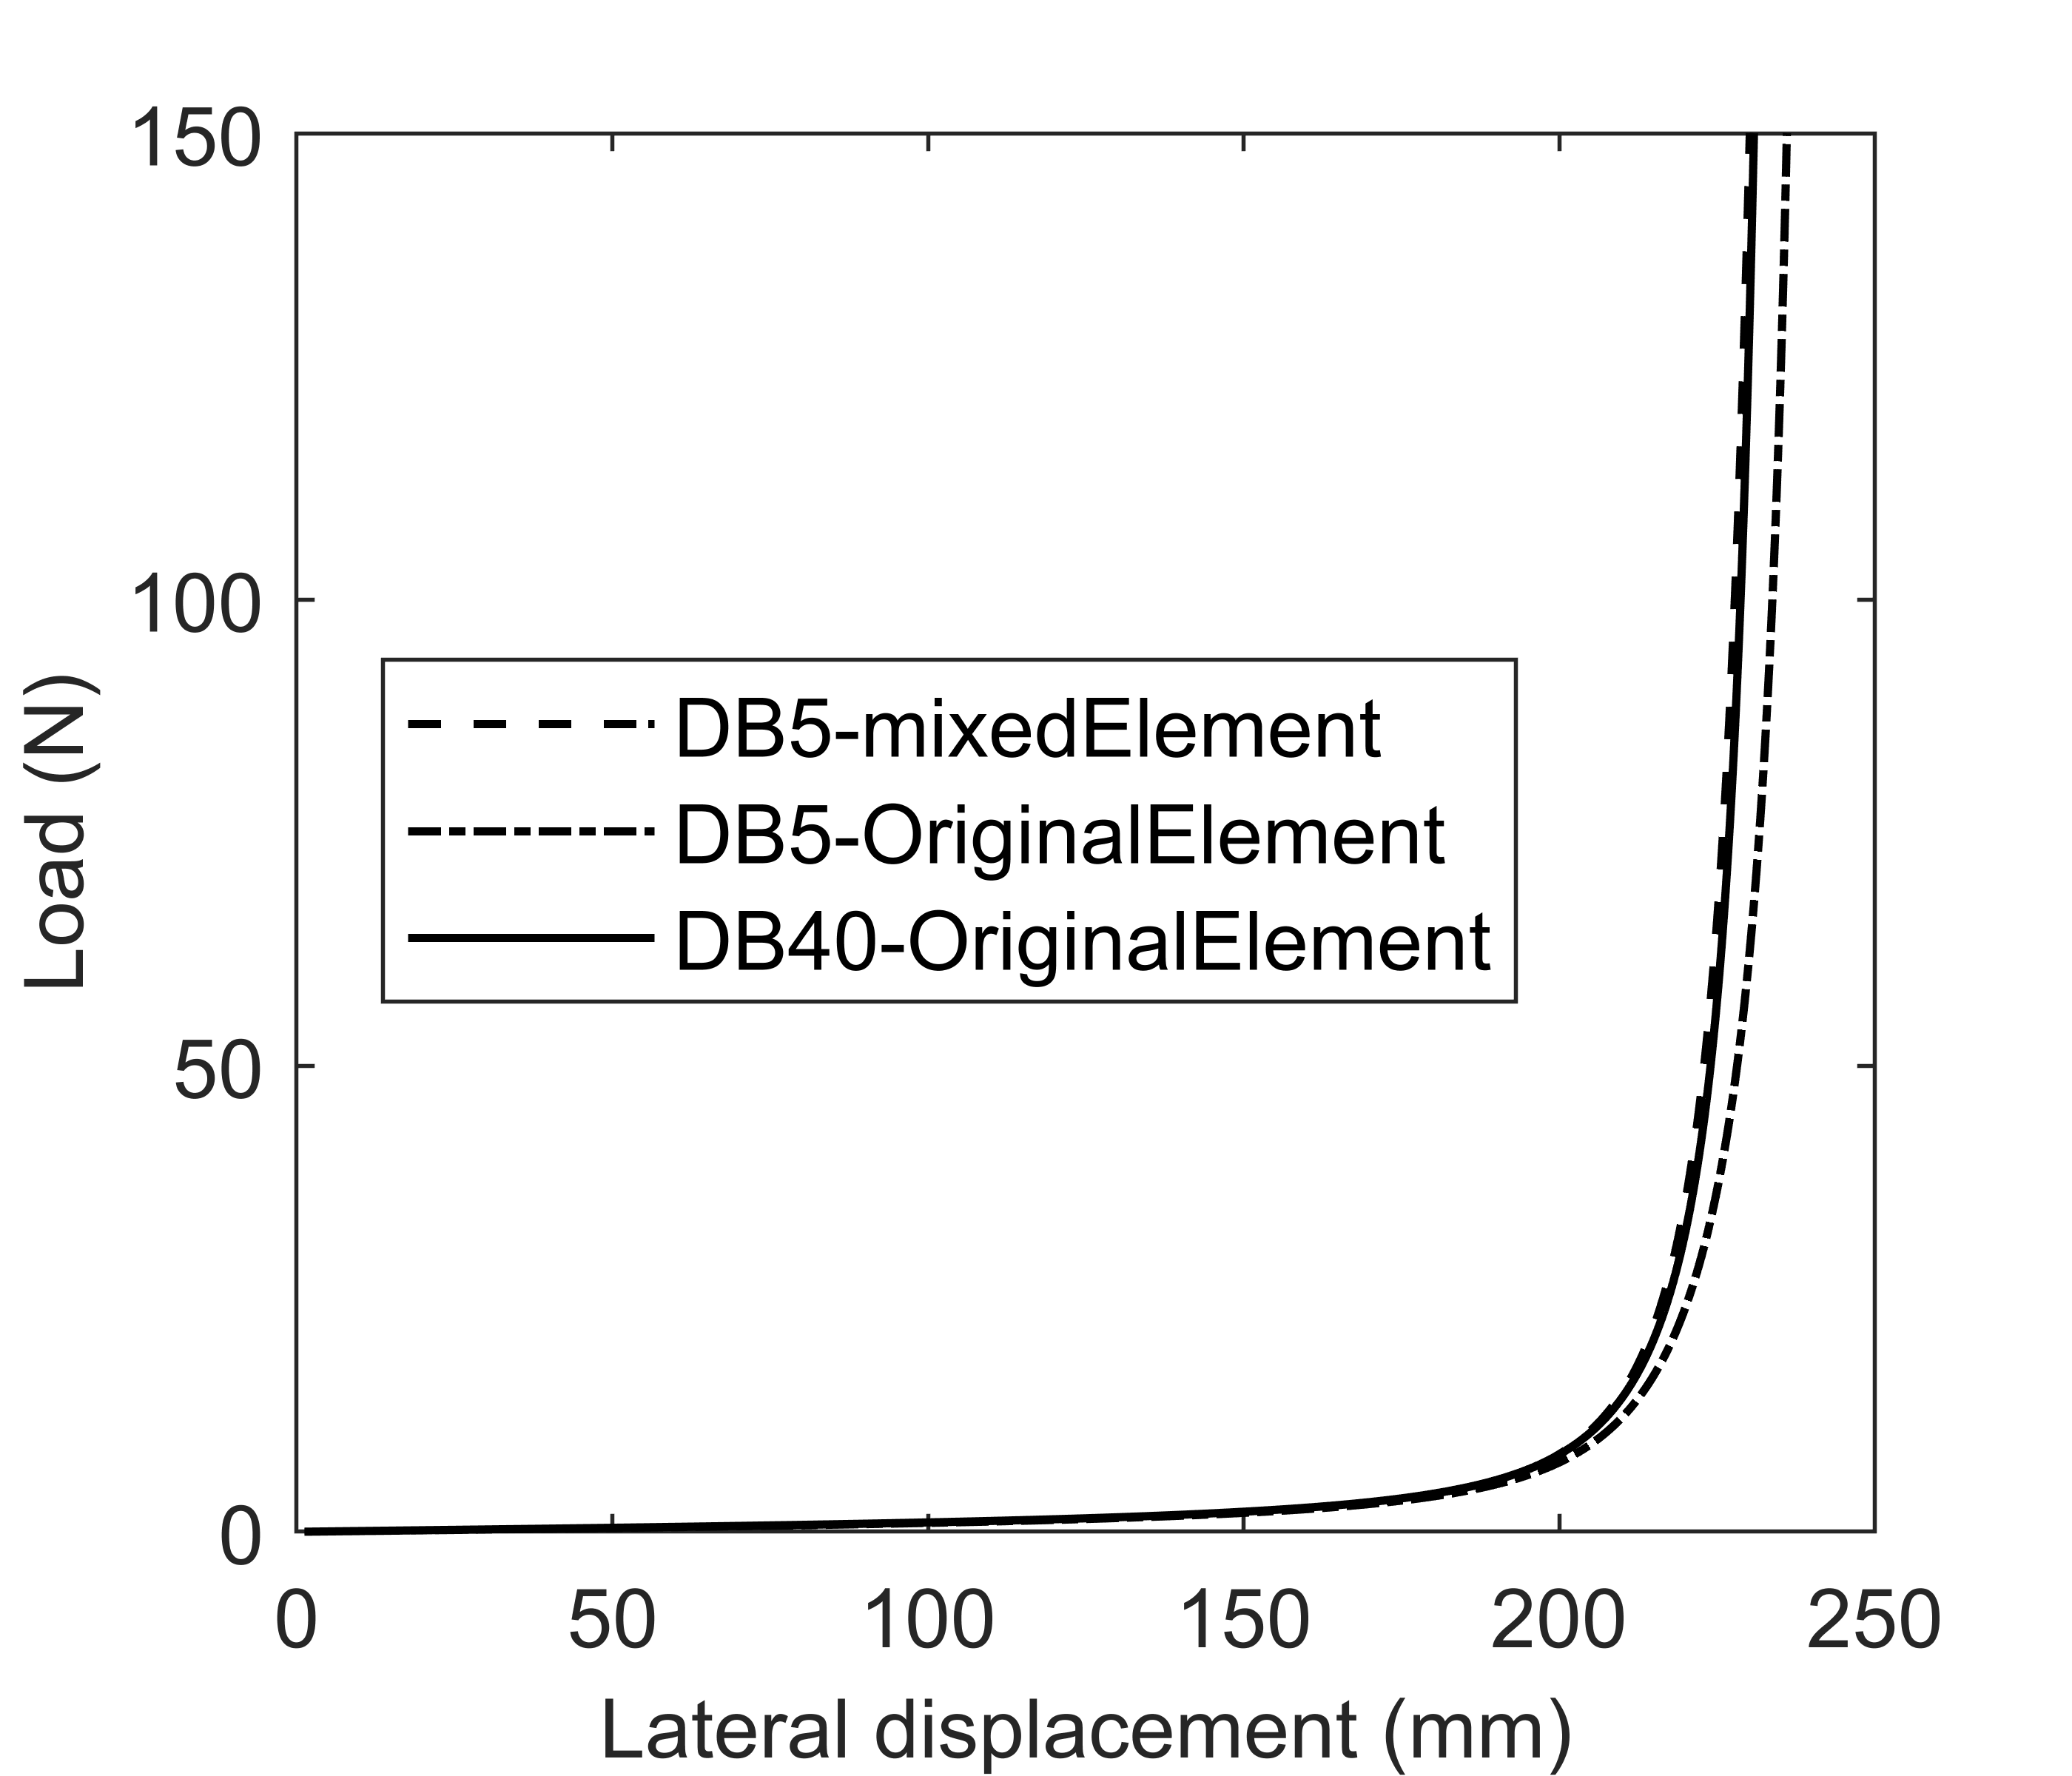 150
100
50
0
Load (N)
DB5-mixedElement
DB5-OriginalElement
DB40-OriginalElement
0 50 100 150 200 250
Lateral displacement (mm)